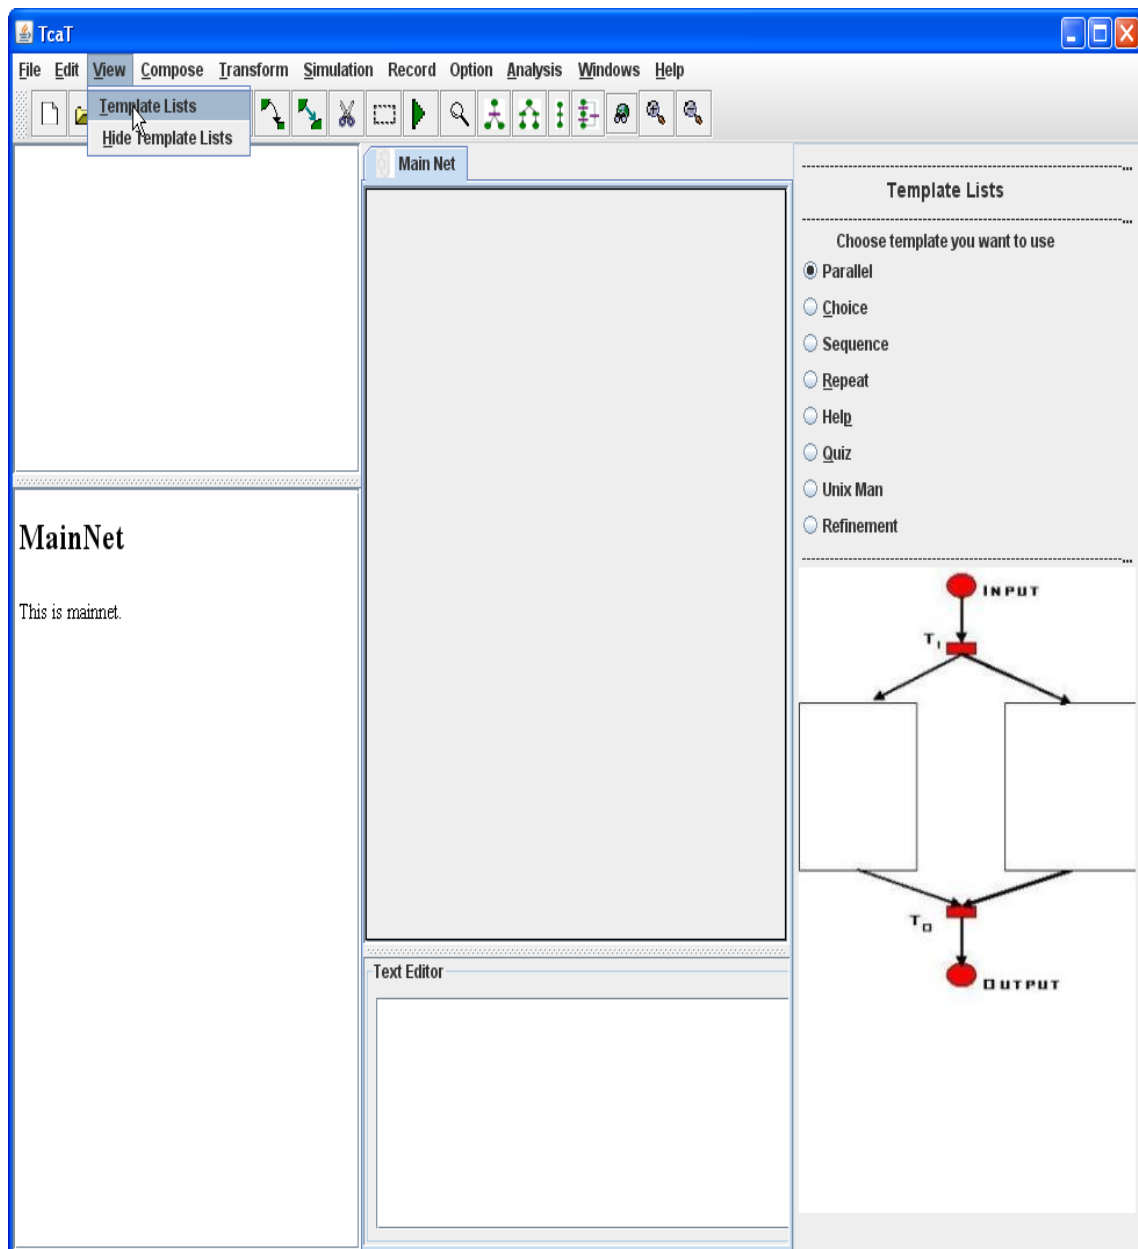 TcaT
File Edit View Compose Transform Simulation Record Option Analysis Windows Help
Template Lists
Hide Template Lists
Main Net
MainNet
This is mainnet.
Text Editor
Template Lists
Choose template you want to use
Parallel
Choice
Sequence
Repeat
Help
Quiz
Unix Man
Refinement
INPUT
TI
TO
OUTPUT